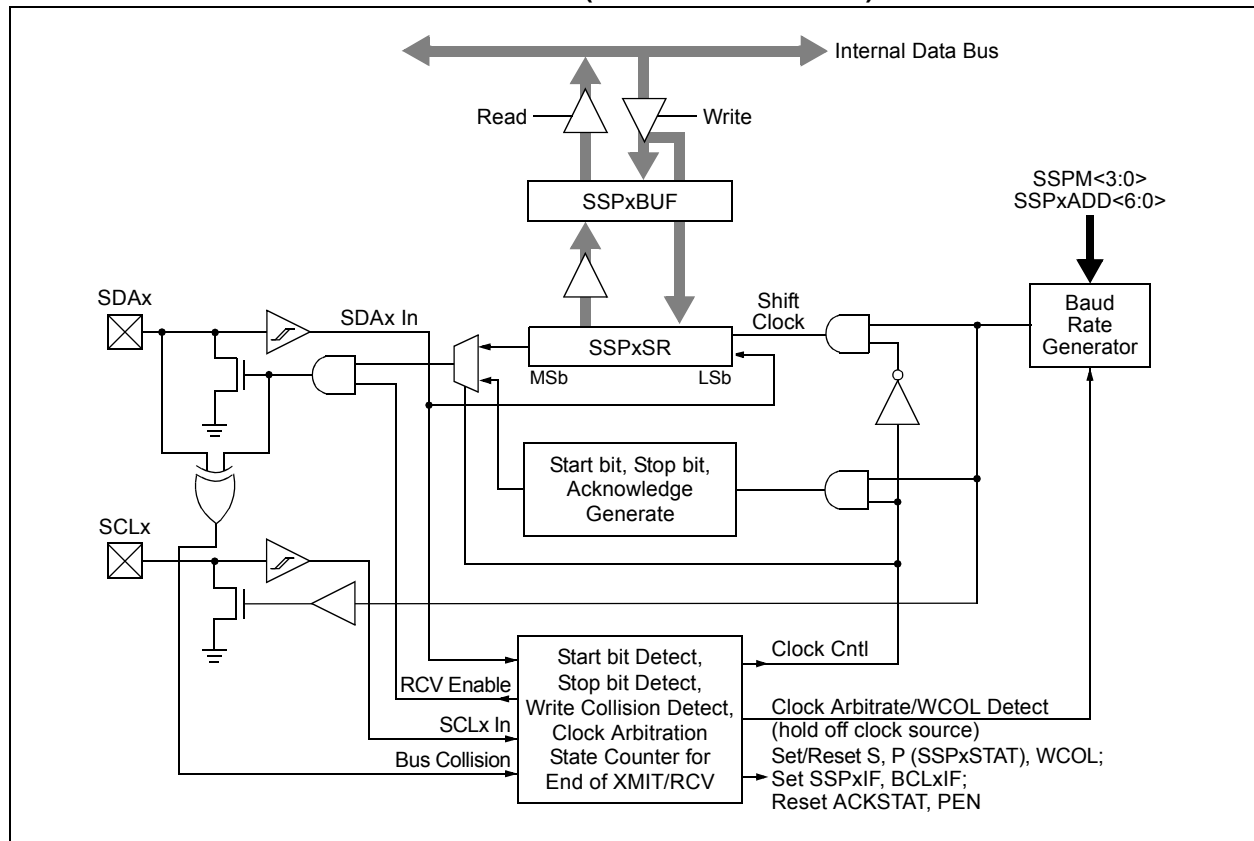 Internal Data Bus
Read
Write
SSPxBUF
SSPM<3:0>
SSPxADD<6:0>
Baud
Rate
Generator
SDAx
SDAx In
Shift
Clock
SSPxSR
MSb
LSb
Start bit, Stop bit,
Acknowledge
Generate
SCLx
Start bit Detect,
Stop bit Detect,
Write Collision Detect,
Clock Arbitration
State Counter for
End of XMIT/RCV
RCV Enable
SCLx In
Bus Collision
Clock Cntl
Clock Arbitrate/WCOL Detect
(hold off clock source)
Set/Reset S, P (SSPxSTAT), WCOL;
Set SSPxIF, BCLxIF;
Reset ACKSTAT, PEN